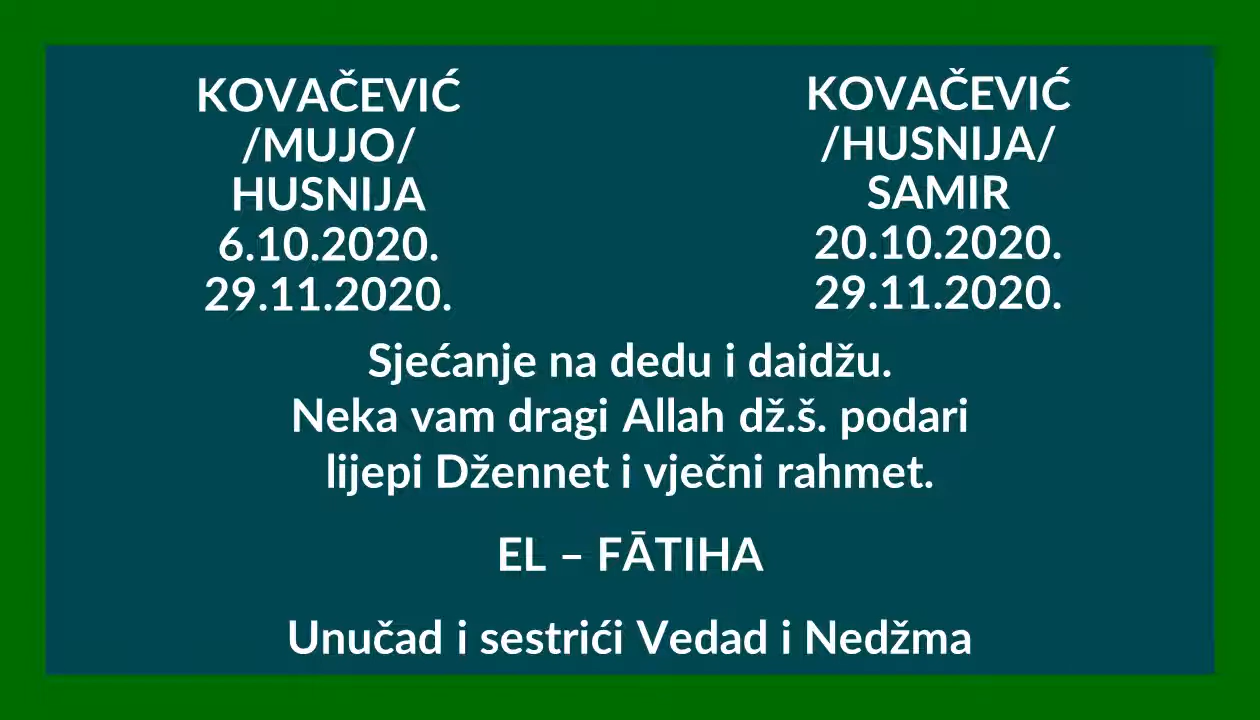 KOVAČEVIĆ
/MUJO/
HUSNIJA
6.10.2020.
29.11.2020.
KOVAČEVIĆ
/HUSNIJA/
SAMIR
20.10.2020.
29.11.2020.
Sjećanje na dedu i daidžu.
Neka vam dragi Allah dž.š. podari
lijepi Džennet i vječni rahmet.
EL – FĀTIHA
Unučad i sestrići Vedad i Nedžma